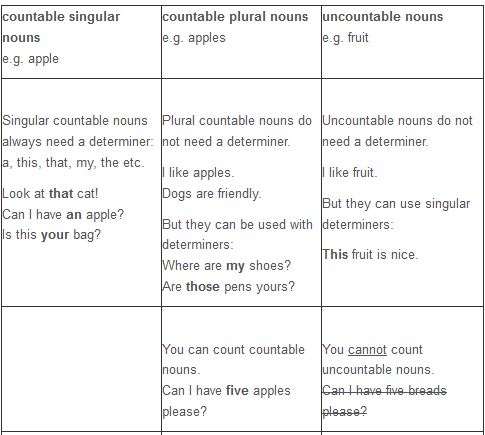 countable singular
nouns
e.g. apple
countable plural nouns
e.g. apples
uncountable nouns
e.g. fruit
Singular countable nouns
always need a determiner:
a, this, that, my, the etc.
Look at that cat!
Can I have an apple?
Is this your bag?
Plural countable nouns do
not need a determiner.
I like apples.
Dogs are friendly.
But they can be used with
determiners:
Where are my shoes?
Are those pens yours?
Uncountable nouns do not
need a determiner.
I like fruit.
But they can use singular
determiners:
This fruit is nice.
You can count countable
nouns.
Can I have five apples
please?
You cannot count
uncountable nouns.
Can I have five breads
please?